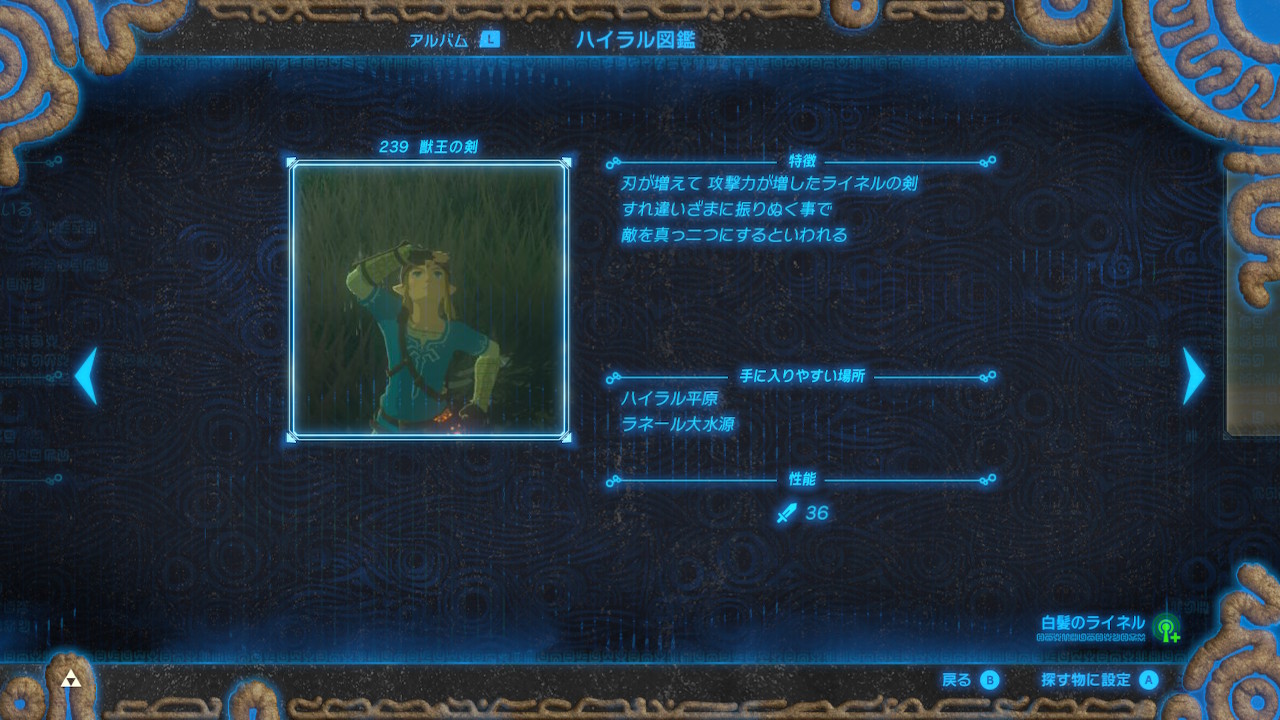 アルバム L
ハイラル図鑑
239 獣王の剣
特徴
刃が増えて 攻撃力が増したライネルの剣
すれ違いざまに振りぬく事で
敵を真っ二つにするといわれる
手に入りやすい場所
ハイラル平原
ラネール大水源
性能
36
白髪のライネル
戻る B
探す物に設定 A